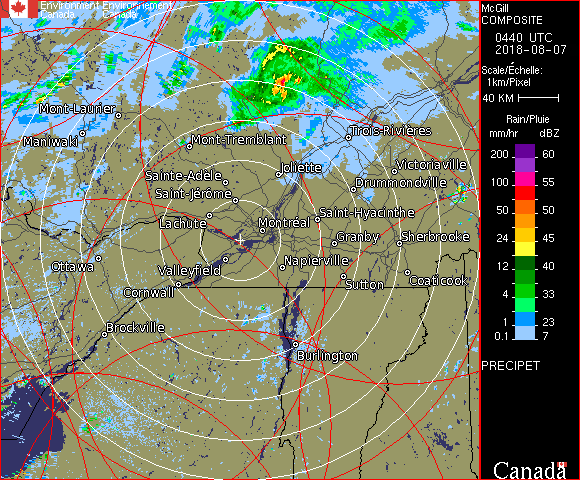 Environment Environnement
Canada Canada
McGill
COMPOSITE
0440 UTC
2018-08-07
Scale/Échelle:
1km/Pixel
40 KM
Rain/Pluie
mm/hr dBZ
200 60
100 55
50 50
24 45
12 40
4 33
1 23
0.1 7
PRECIPET
Canada
Mont-Laurier
Maniwaki
Mont-Tremblant
Trois-Rivières
Sainte-Adèle
Joliette
Victoriaville
Saint-Jérôme
Drummondville
Lachute
Montréal
Saint-Hyacinthe
Granby
Sherbrooke
Ottawa
Valleyfield
Napierville
Cornwall
Sutton
Coaticook
Brockville
Burlington